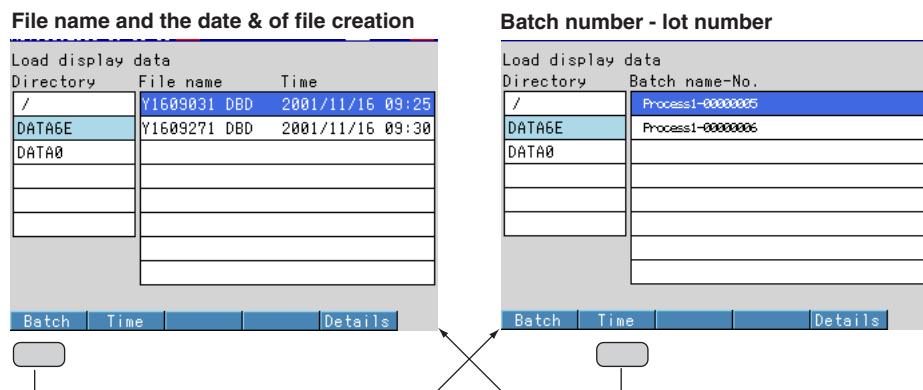 File name and the date & of file creation
Load display data
Directory File name Time
/ Y1609031 DBD 2001/11/16 09:25
DATA6E Y1609271 DBD 2001/11/16 09:30
DATA0
Batch Time Details
Batch number - lot number
Load display data
Directory Batch name-No.
/ Process1-00000005
DATA6E Process1-00000006
DATA0
Batch Time Details